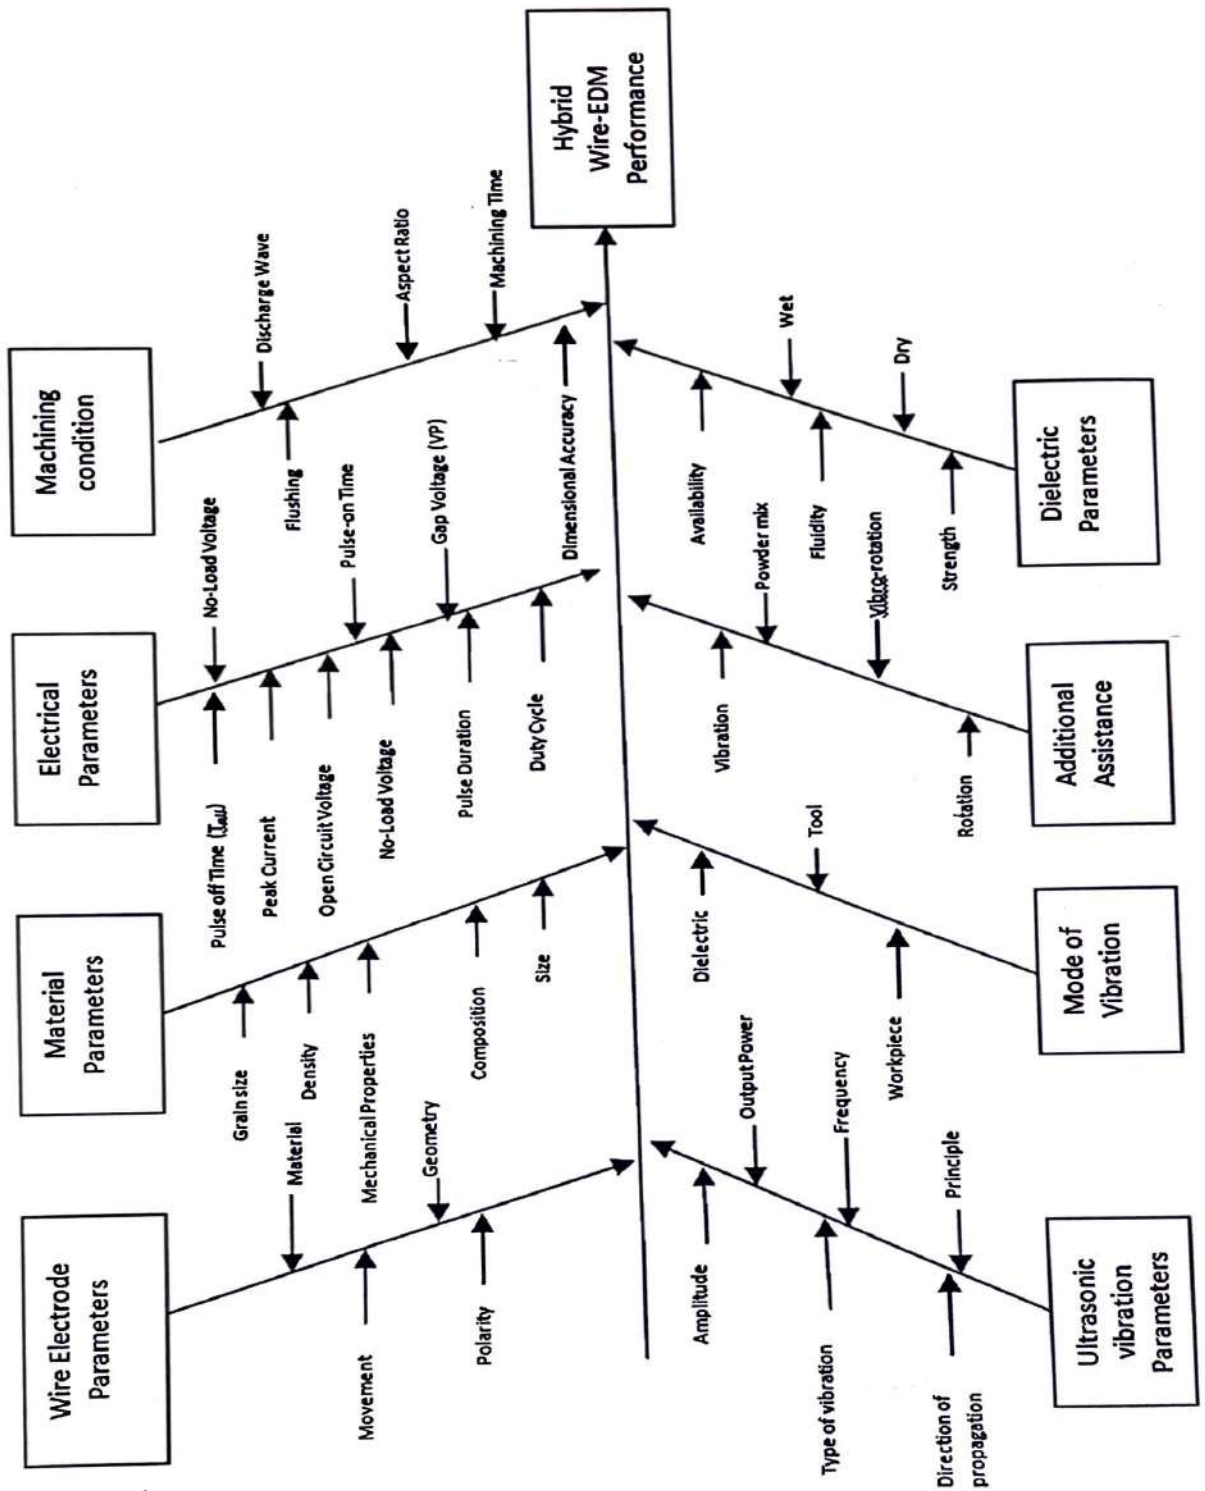 Wire Electrode
Parameters
Material
Parameters
Electrical
Parameters
Machining
condition
Material
Movement
Geometry
Polarity
Grain size
Density
Mechanical Properties
Composition
Size
No-Load Voltage
Pulse off Time (Toff)
Peak Current
Pulse-on Time
Open Circuit Voltage
No-Load Voltage
Gap Voltage (VP)
Pulse Duration
Duty Cycle
Discharge Wave
Flushing
Aspect Ratio
Machining Time
Dimensional Accuracy
Hybrid
Wire-EDM
Performance
Amplitude
Output Power
Type of vibration
Frequency
Principle
Direction of
propagation
Dielectric
Tool
Workpiece
Vibration
Powder mix
Vibro-rotation
Rotation
Availability
Wet
Fluidity
Dry
Strength
Ultrasonic
vibration
Parameters
Mode of
Vibration
Additional
Assistance
Dielectric
Parameters